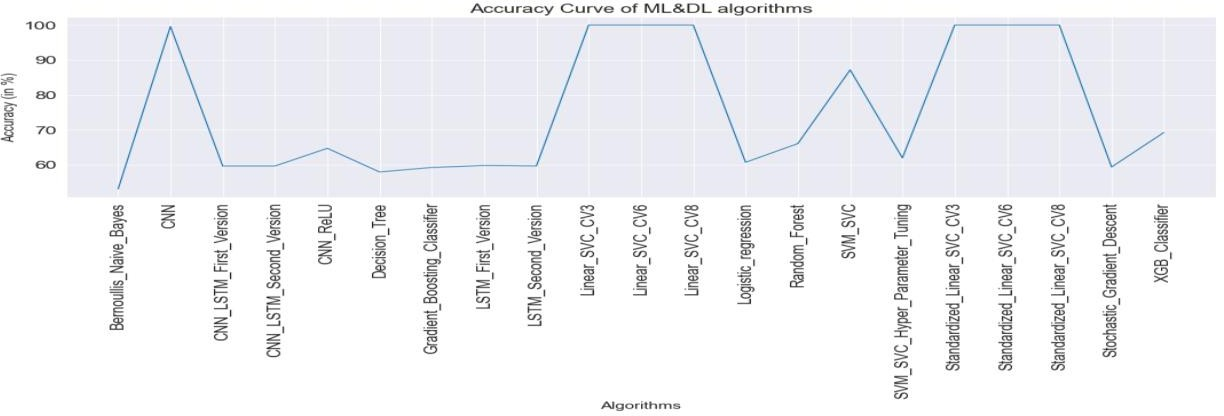 Accuracy Curve of ML&DL algorithms
Accuracy (in %)
100
90
80
70
60
Bernoullis_Naive_Bayes
CNN
CNN_LSTM_First_Version
CNN_LSTM_Second_Version
CNN_ReLU
Decision_Tree
Gradient_Boosting_Classifier
LSTM_First_Version
LSTM_Second_Version
Linear_SVC_CV3
Linear_SVC_CV6
Linear_SVC_CV8
Logistic_regression
Random_Forest
SVM_SVC
SVM_SVC_Hyper_Parameter_Tuning
Standardized_Linear_SVC_CV3
Standardized_Linear_SVC_CV6
Standardized_Linear_SVC_CV8
Stochastic_Gradient_Descent
XGB_Classifier
Algorithms